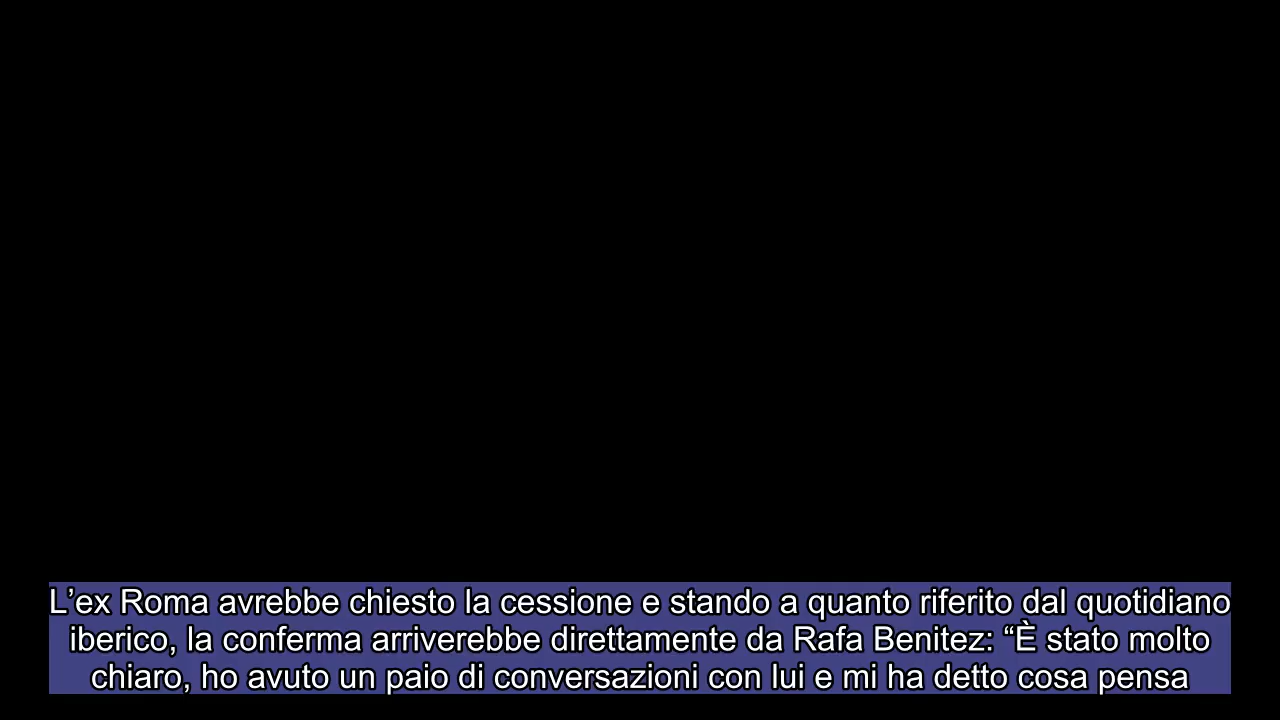 L’ex Roma avrebbe chiesto la cessione e stando a quanto riferito dal quotidiano
iberico, la conferma arriverebbe direttamente da Rafa Benitez: “È stato molto
chiaro, ho avuto un paio di conversazioni con lui e mi ha detto cosa pensa